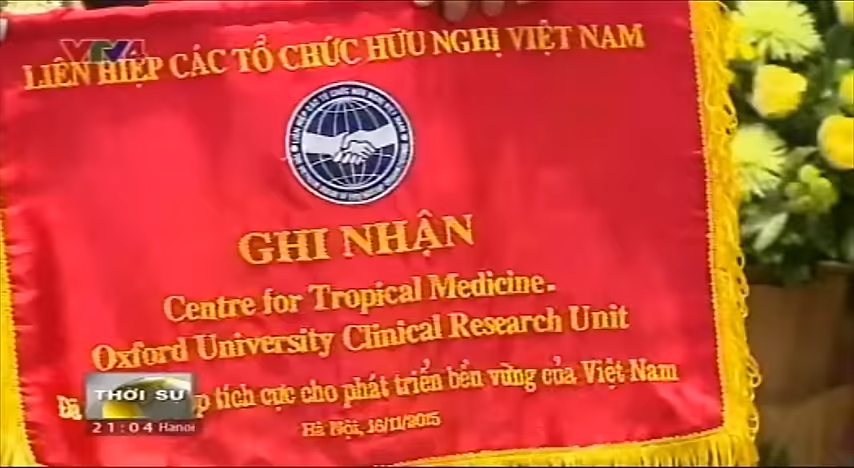 VTV4
LIÊN HIỆP CÁC TỔ CHỨC HỮU NGHỊ VIỆT NAM
GHI NHẬN
Centre for Tropical Medicine.
Oxford University Clinical Research Unit
Đã tích cực cho phát triển bền vững của Việt Nam
Hà Nội, 16/11/2015
THỜI SỰ
21:04 Hanoi